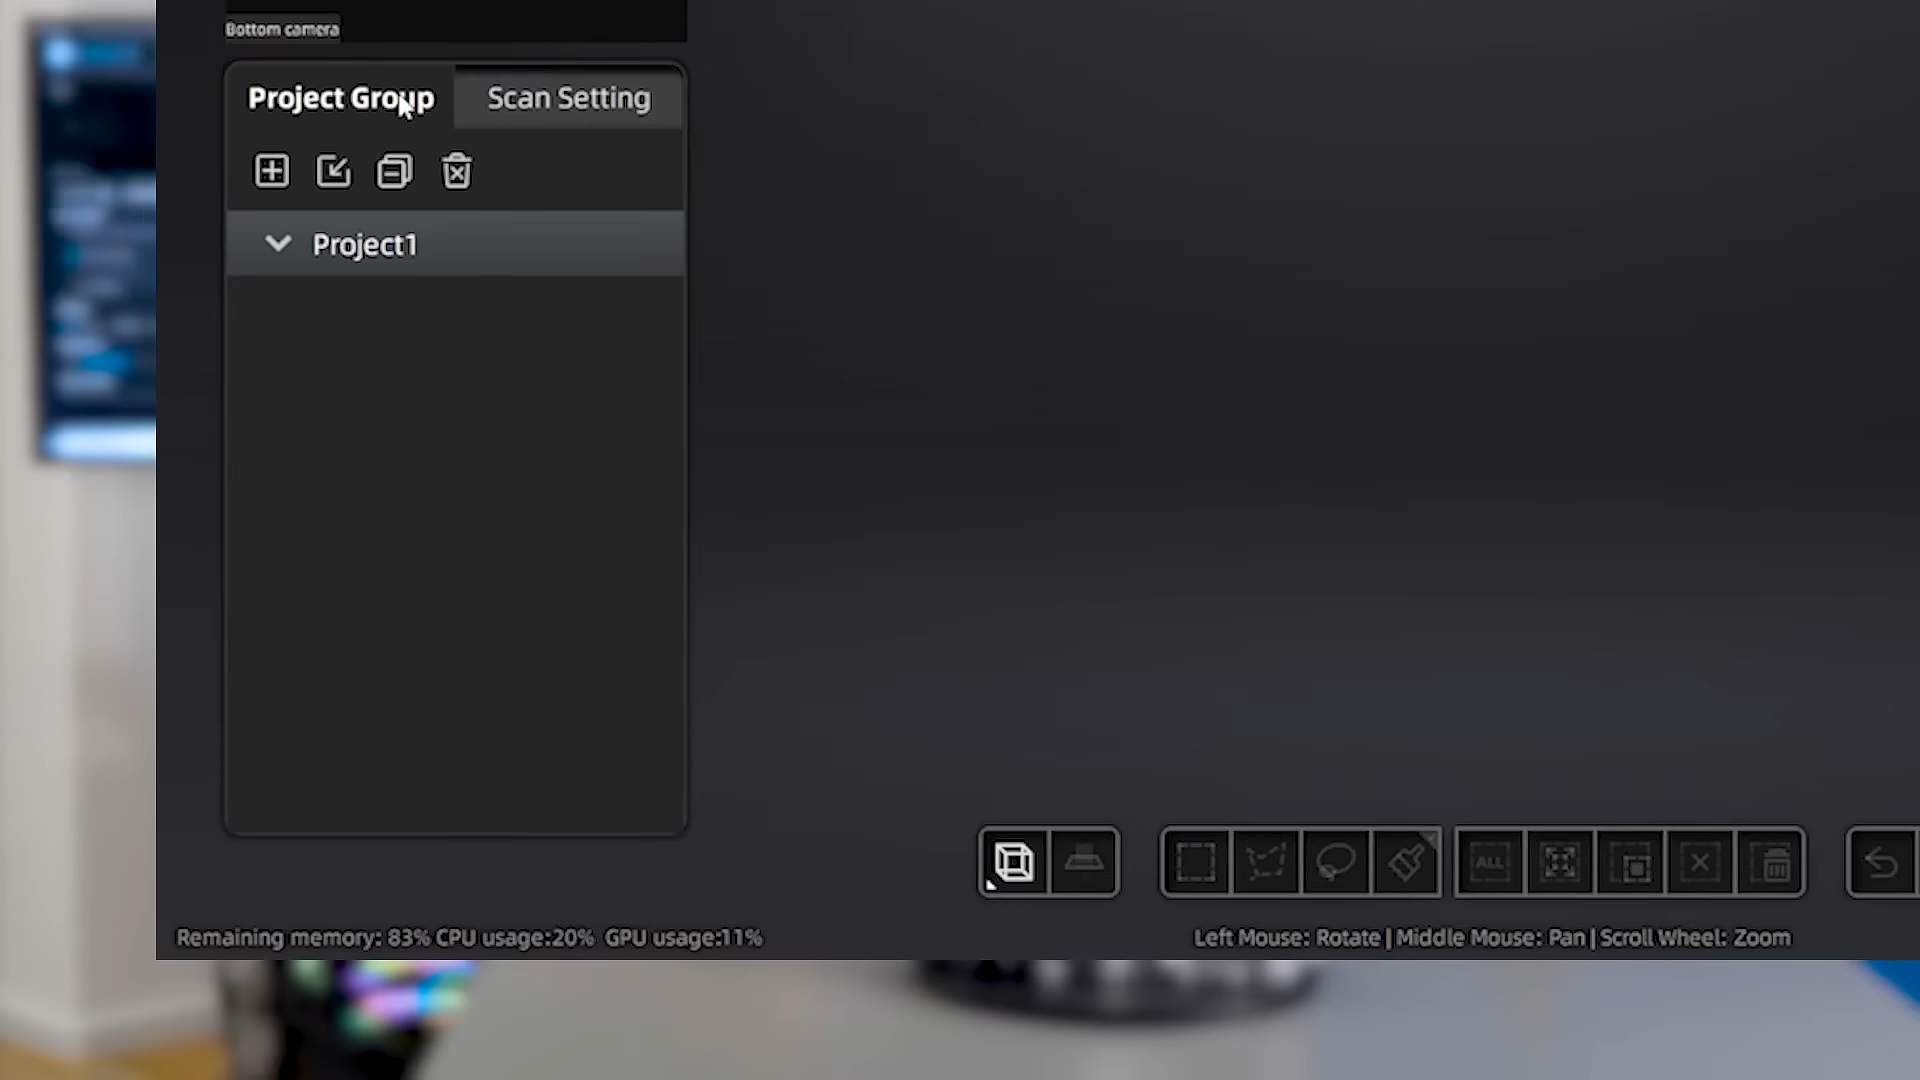 Bottom camera
Project Group
Scan Setting
Project1
ALL
Remaining memory: 83% CPU usage:20% GPU usage:11%
Left Mouse: Rotate | Middle Mouse: Pan | Scroll Wheel: Zoom